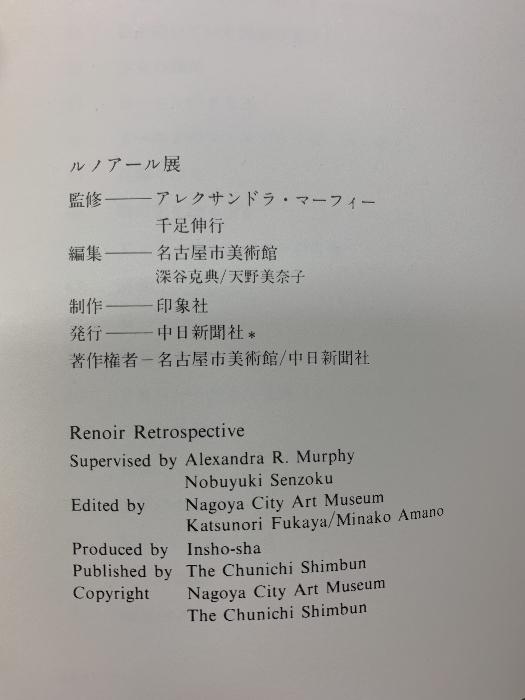 ルノアール展
監修──アレクサンドラ・マーフィー
千足伸行
編集──名古屋市美術館
深谷克典/天野美奈子
制作──印象社
発行──中日新聞社*
著作権者─名古屋市美術館/中日新聞社
Renoir Retrospective
Supervised by Alexandra R. Murphy
Nobuyuki Senzoku
Edited by Nagoya City Art Museum
Katsunori Fukaya/Minako Amano
Produced by Insho-sha
Published by The Chunichi Shimbun
Copyright Nagoya City Art Museum
The Chunichi Shimbun